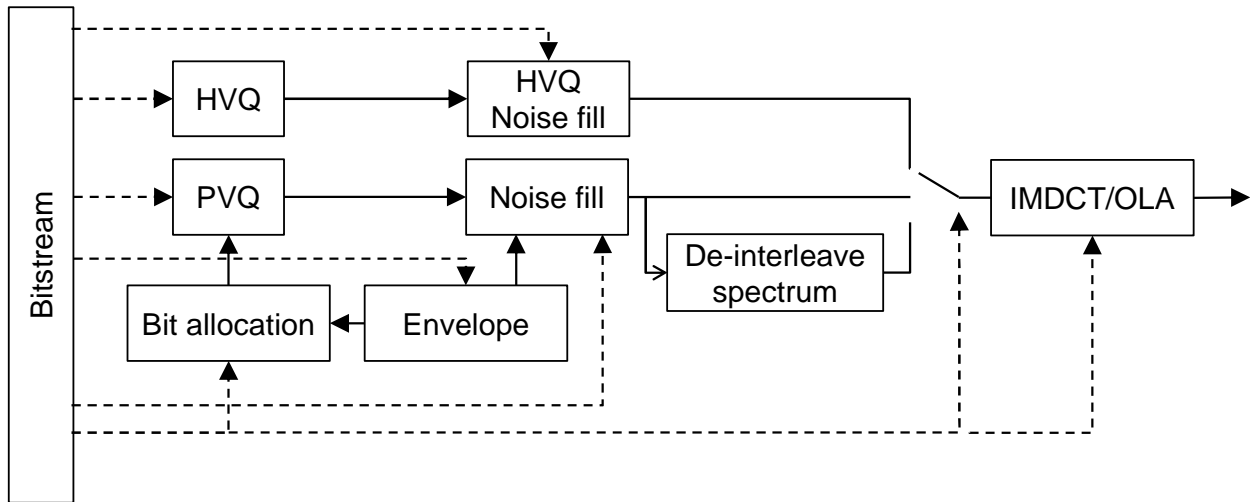 Bitstream
HVQ
HVQ
Noise fill
PVQ
Noise fill
IMDCT/OLA
De-interleave
spectrum
Bit allocation
Envelope